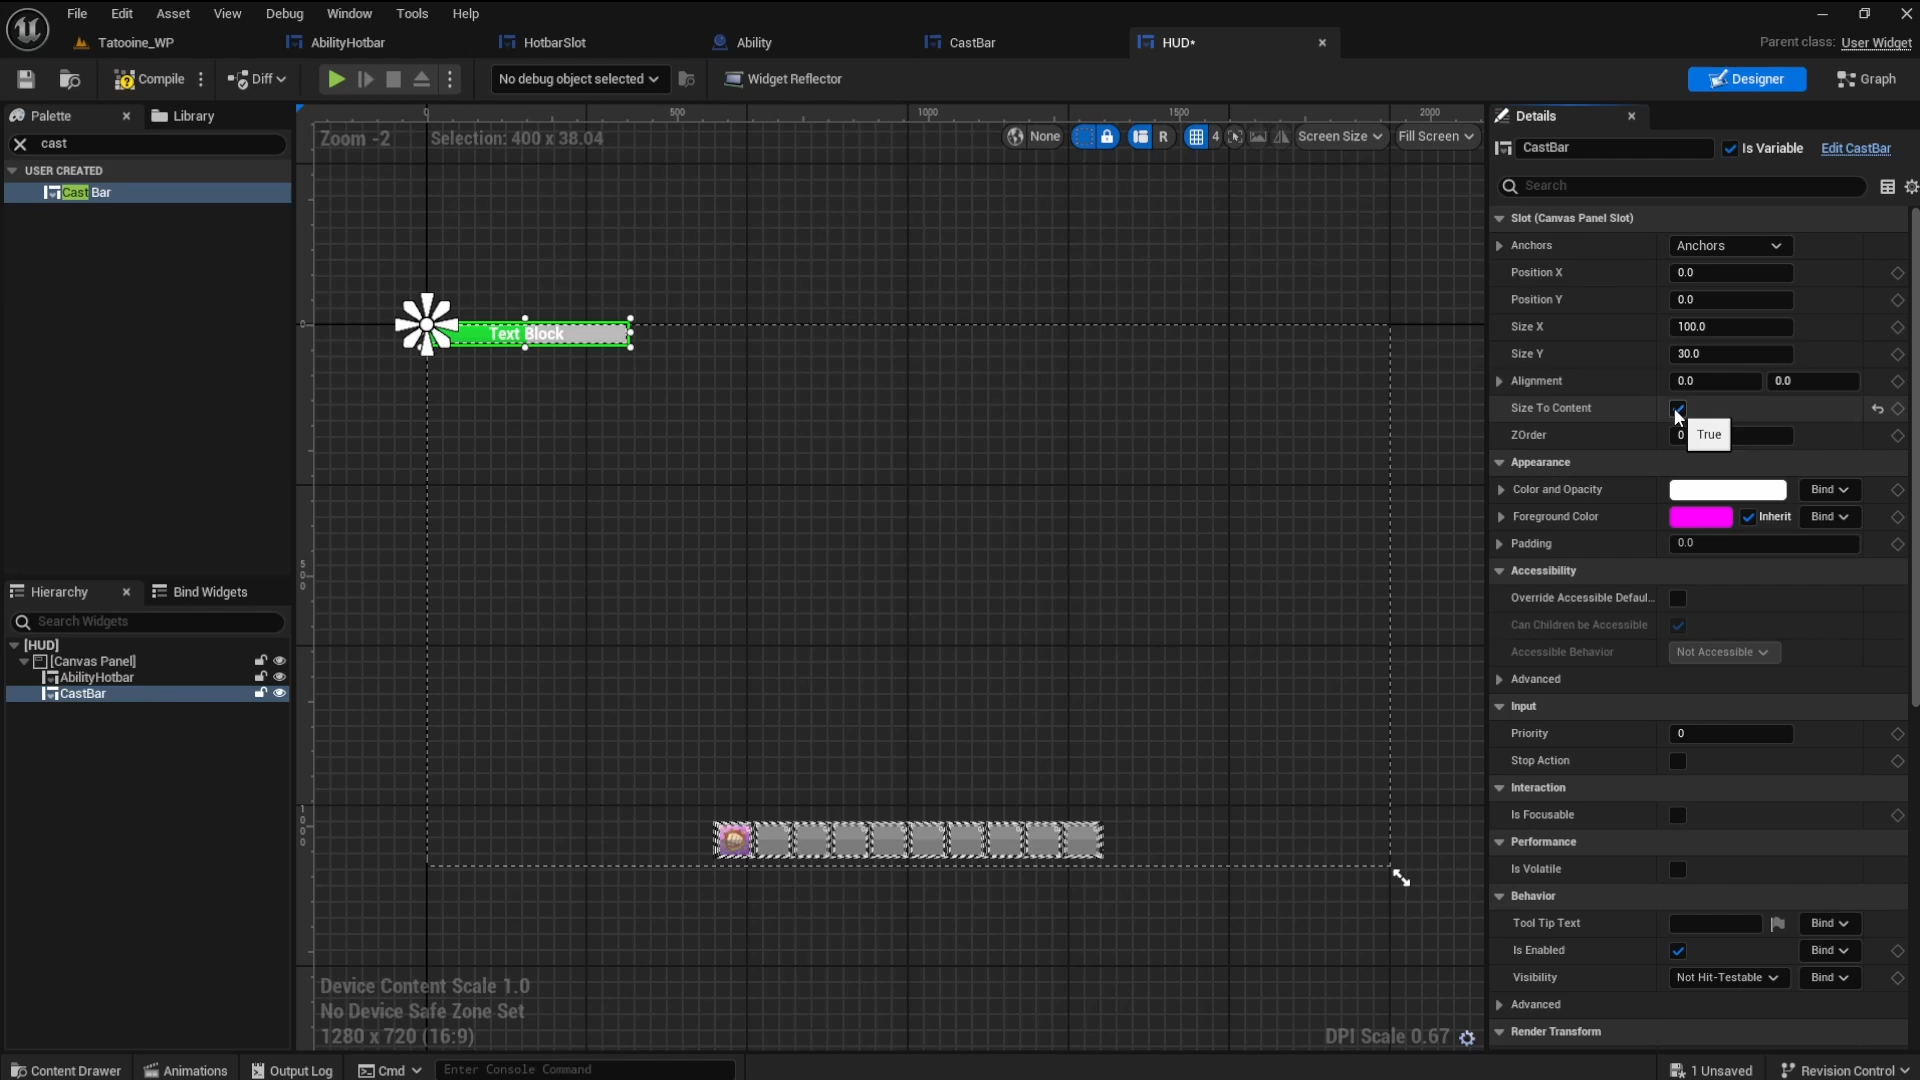 File Edit Asset View Debug Window Tools Help
Tatooine_WP AbilityHotbar HotbarSlot Ability CastBar HUD*
Parent class: User Widget
Compile Diff No debug object selected Widget Reflector Designer Graph
Palette Library
cast
USER CREATED
Cast Bar
Hierarchy Bind Widgets
Search Widgets
[HUD]
[Canvas Panel]
AbilityHotbar
CastBar
0 500 1000 1500 2000
Zoom -2 Selection: 400 x 38.04 None R 4 Screen Size Fill Screen
0
Text Block
5
0
0
1
0
0
0
Device Content Scale 1.0
No Device Safe Zone Set
1280 x 720 (16:9)
DPI Scale 0.67
Details
CastBar Is Variable Edit CastBar
Search
Slot (Canvas Panel Slot)
Anchors Anchors
Position X 0.0
Position Y 0.0
Size X 100.0
Size Y 30.0
Alignment 0.0 0.0
Size To Content
ZOrder 0
True
Appearance
Color and Opacity Bind
Foreground Color Inherit Bind
Padding 0.0
Accessibility
Override Accessible Defaul...
Can Children be Accessible
Accessible Behavior Not Accessible
Advanced
Input
Priority 0
Stop Action
Interaction
Is Focusable
Performance
Is Volatile
Behavior
Tool Tip Text Bind
Is Enabled Bind
Visibility Not Hit-Testable Bind
Advanced
Render Transform
Content Drawer Animations Output Log Cmd Enter Console Command 1 Unsaved Revision Control